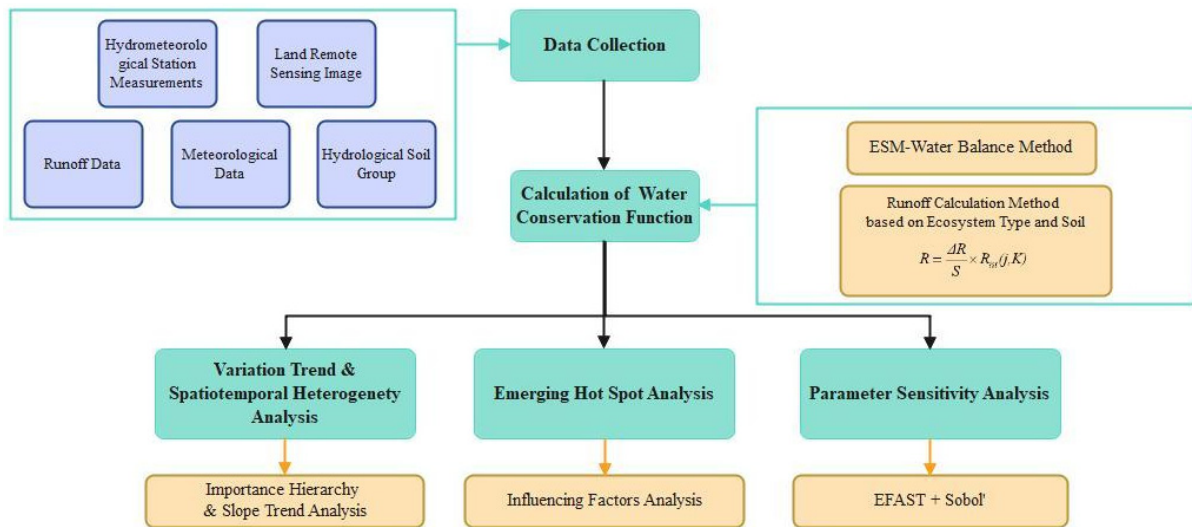 Hydrometeorolo
gical Station
Measurements
Land Remote
Sensing Image
Runoff Data
Meteorological
Data
Hydrological Soil
Group
Data Collection
Calculation of Water
Conservation Function
ESM-Water Balance Method
Runoff Calculation Method
based on Ecosystem Type and Soil
R = ΔR/S × R_int(j,K)
Variation Trend &
Spatiotemporal Heterogenety
Analysis
Emerging Hot Spot Analysis
Parameter Sensitivity Analysis
Importance Hierarchy
& Slope Trend Analysis
Influencing Factors Analysis
EFAST + Sobol'